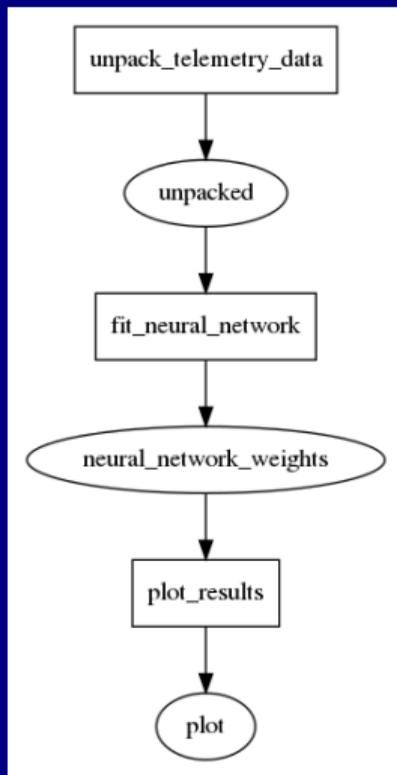 unpack_telemetry_data
unpacked
fit_neural_network
neural_network_weights
plot_results
plot